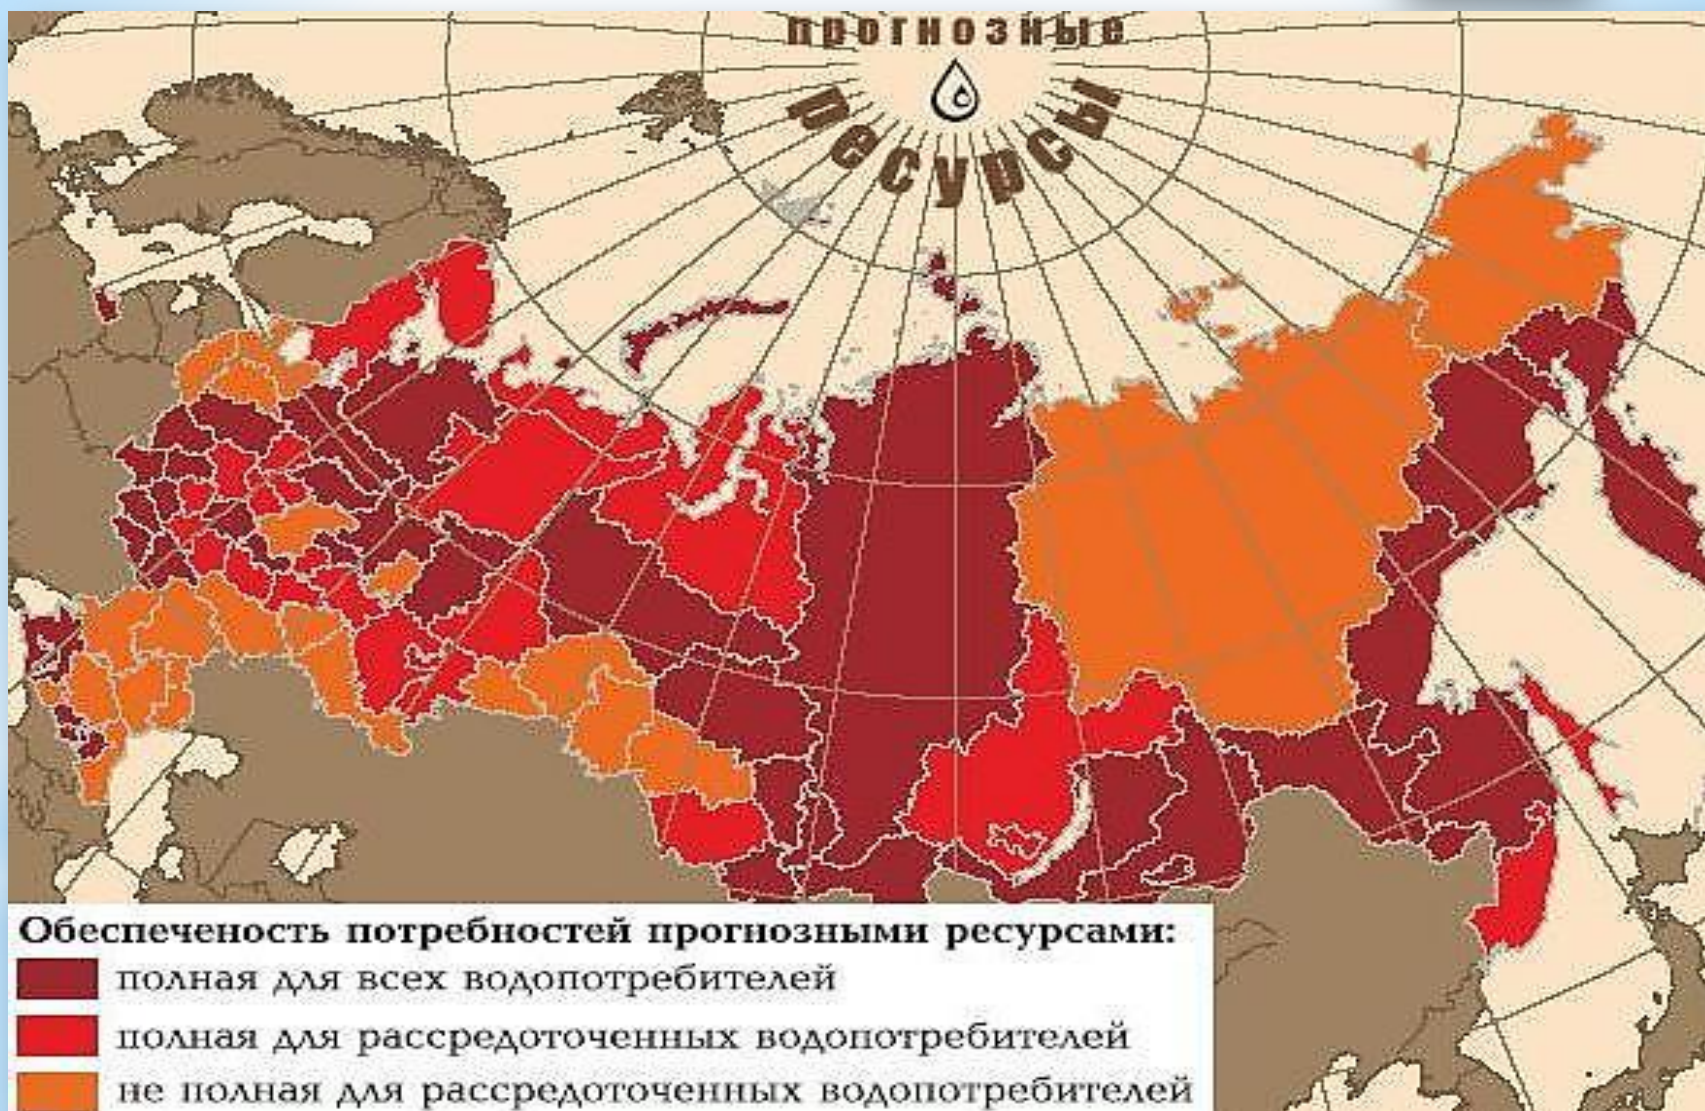 прогнозные
ресурсы
Обеспеченость потребностей прогнозными ресурсами:
полная для всех водопотребителей
полная для рассредоточенных водопотребителей
не полная для рассредоточенных водопотребителей